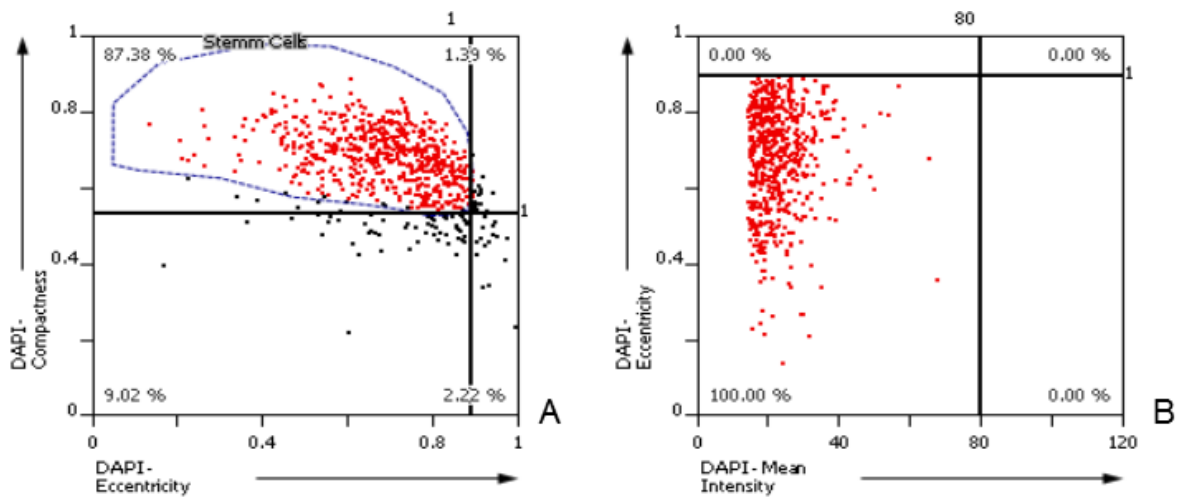 1
1
Stemm Cells
87.38 %
1.39 %
0.8
1
0.4
DAPI-
Compactness
9.02 %
2.22 %
0
0
0.4
0.8
1
DAPI-
Eccentricity
A
80
1
0.00 %
0.00 %
1
0.8
0.4
DAPI-
Eccentricity
100.00 %
0.00 %
0
0
40
80
120
DAPI- Mean
Intensity
B